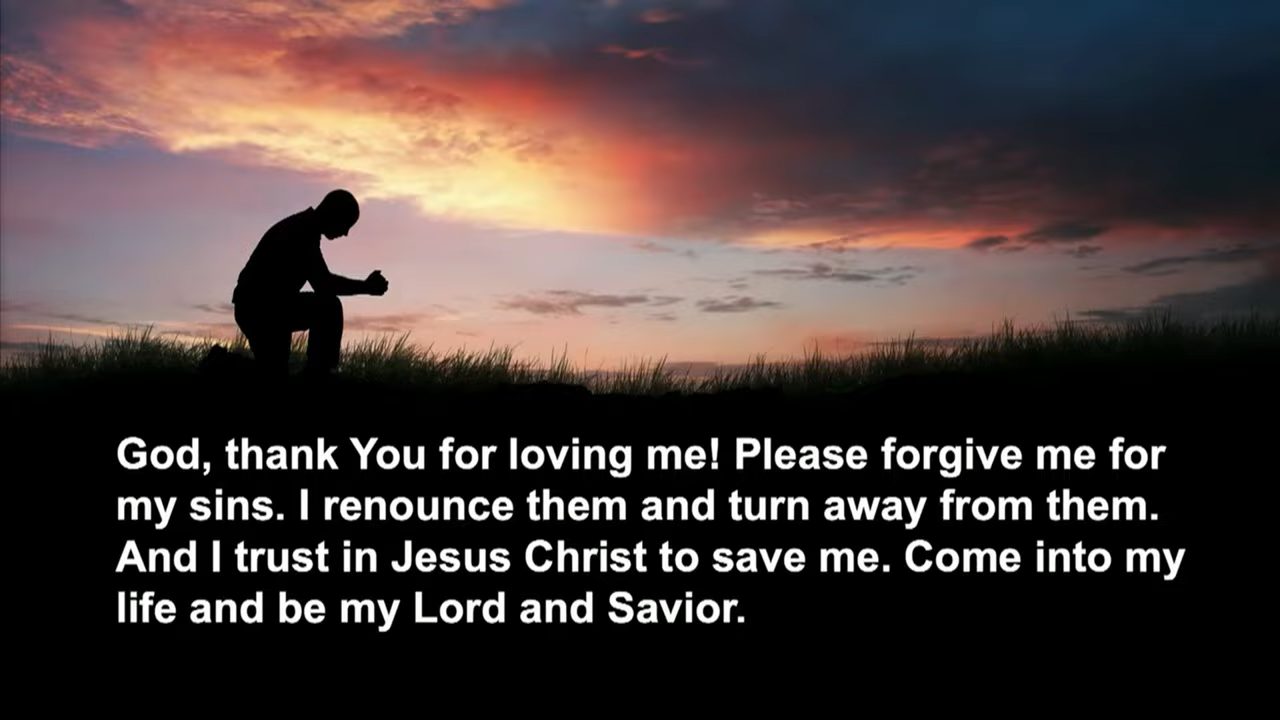 God, thank You for loving me! Please forgive me for
my sins. I renounce them and turn away from them.
And I trust in Jesus Christ to save me. Come into my
life and be my Lord and Savior.